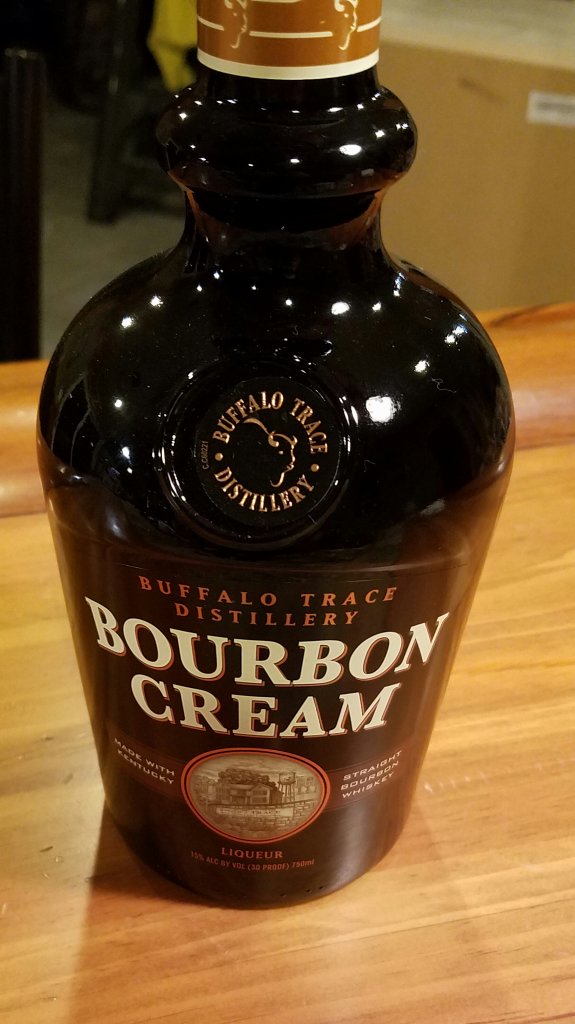 BUFFALO TRACE
DISTILLERY
BUFFALO TRACE
DISTILLERY
BOURBON
CREAM
MADE WITH
KENTUCKY
STRAIGHT
BOURBON
WHISKEY
LIQUEUR
15% ALC BY VOL (30 PROOF) 750ml